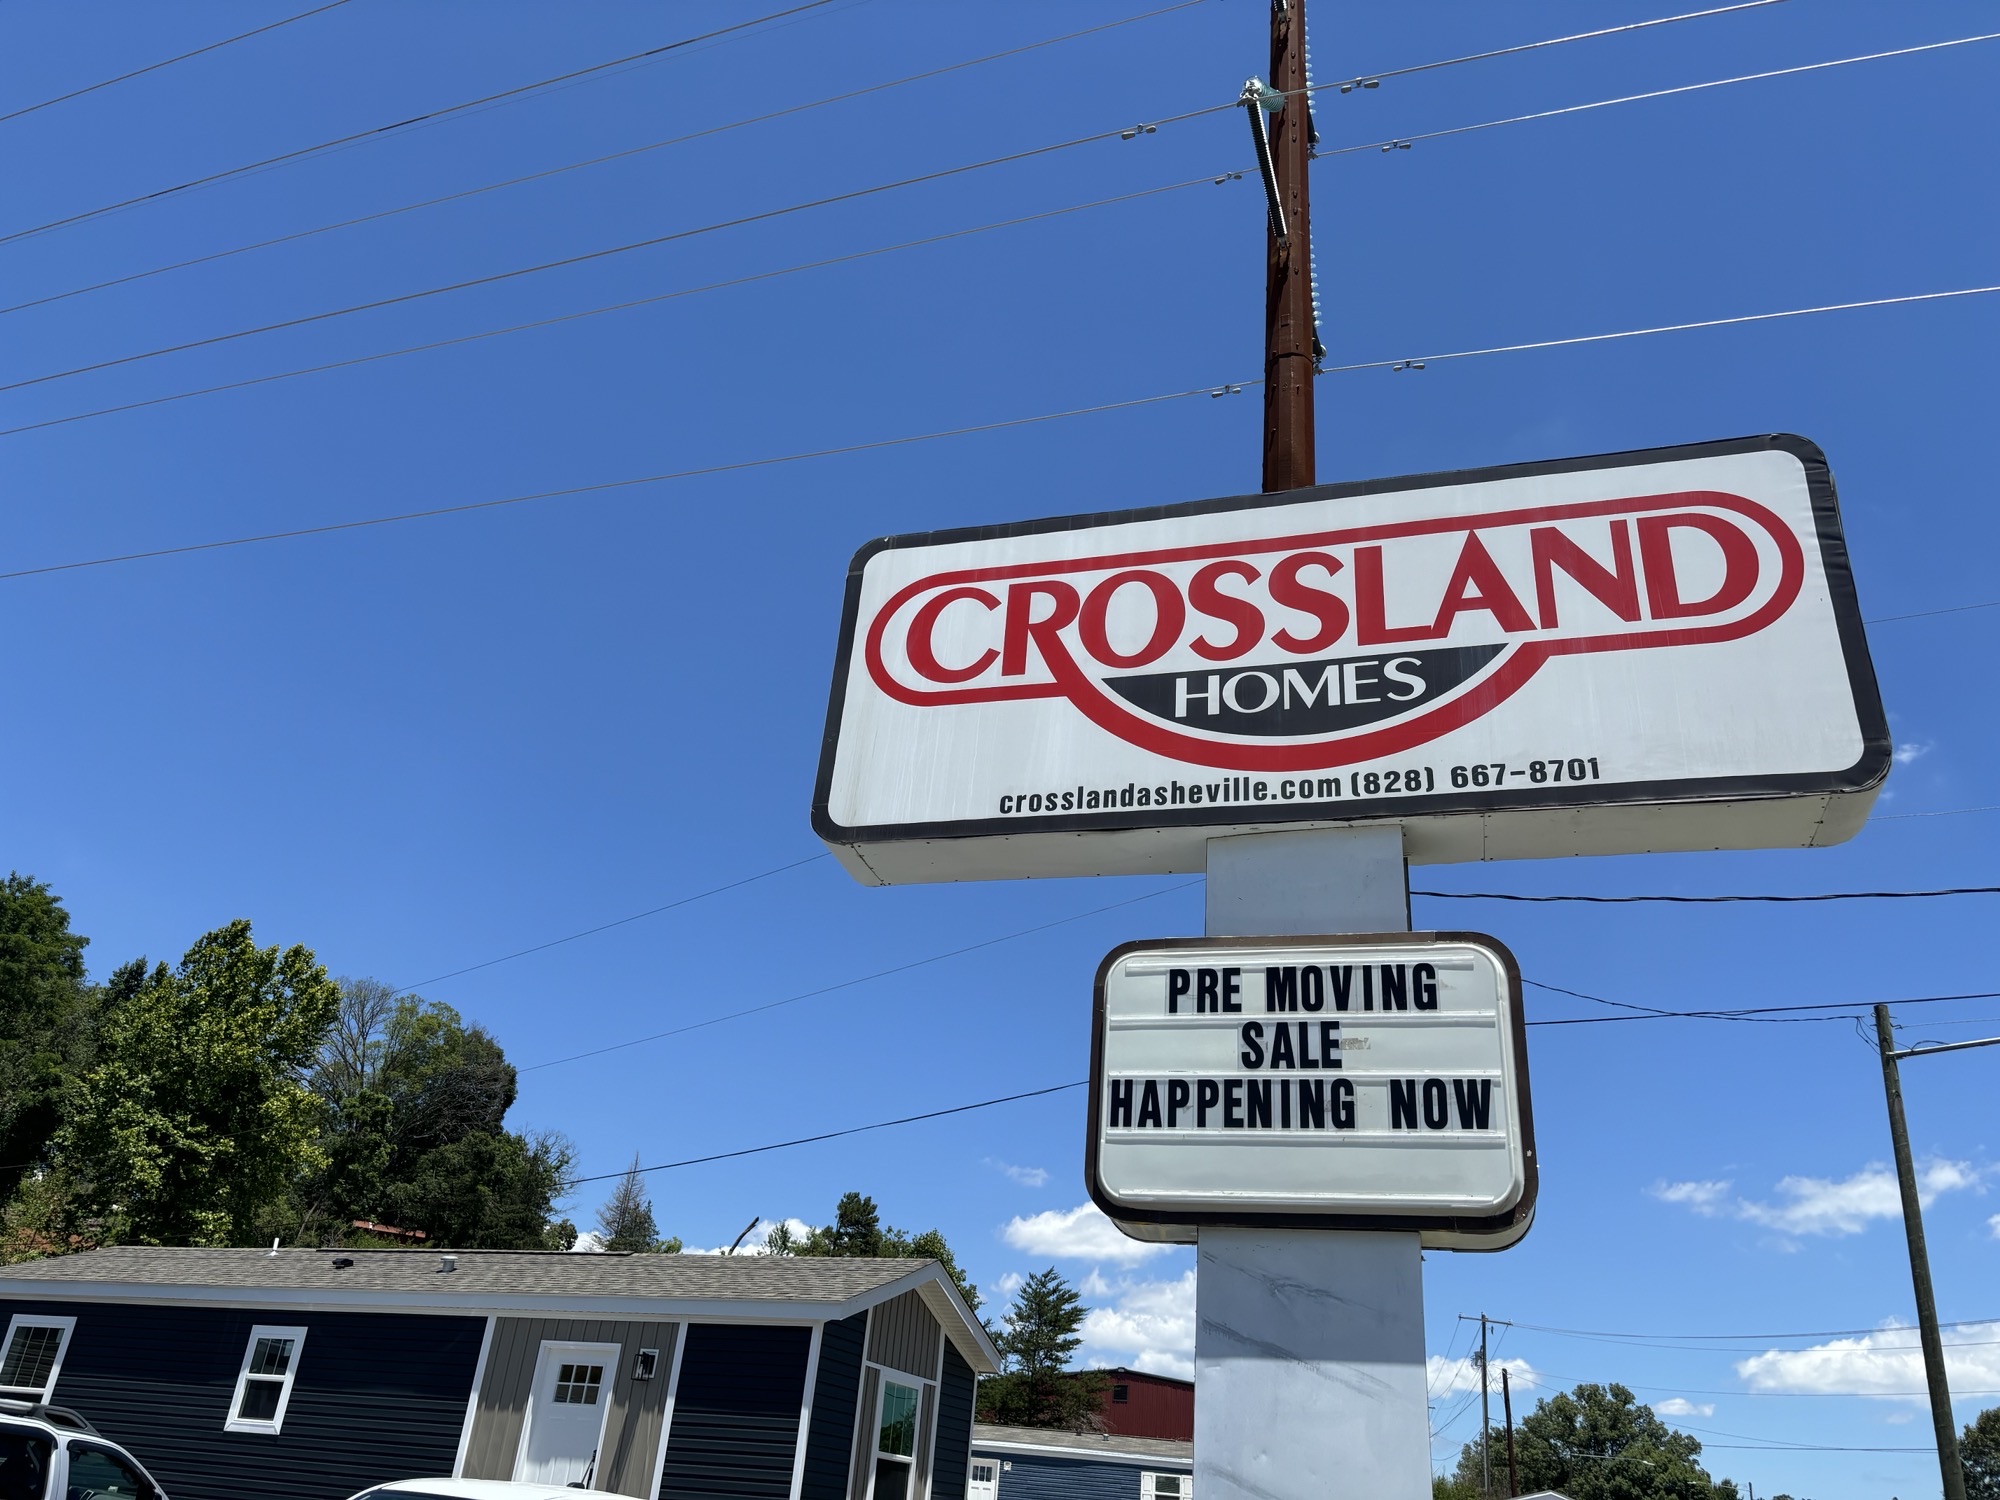 CROSSLAND
HOMES
crosslandasheville.com (828) 667-8701
PRE MOVING
SALE
HAPPENING NOW